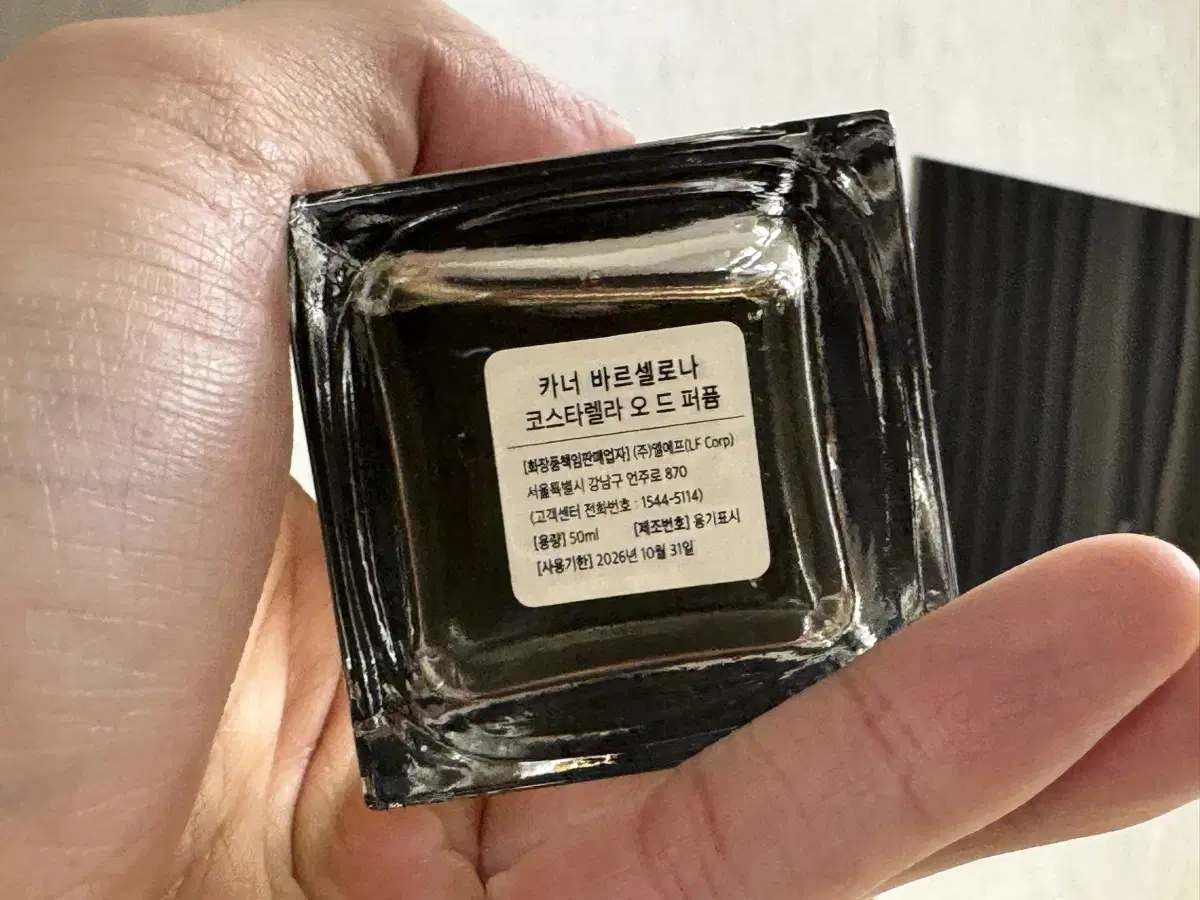 카너 바르셀로나
코스타렐라 오 드 퍼퓸
[화장품책임판매업자] (주)엘에프(LF Corp)
서울특별시 강남구 언주로 870
(고객센터 전화번호 : 1544-5114)
[용량] 50ml [제조번호] 용기표시
[사용기한] 2026년 10월 31일